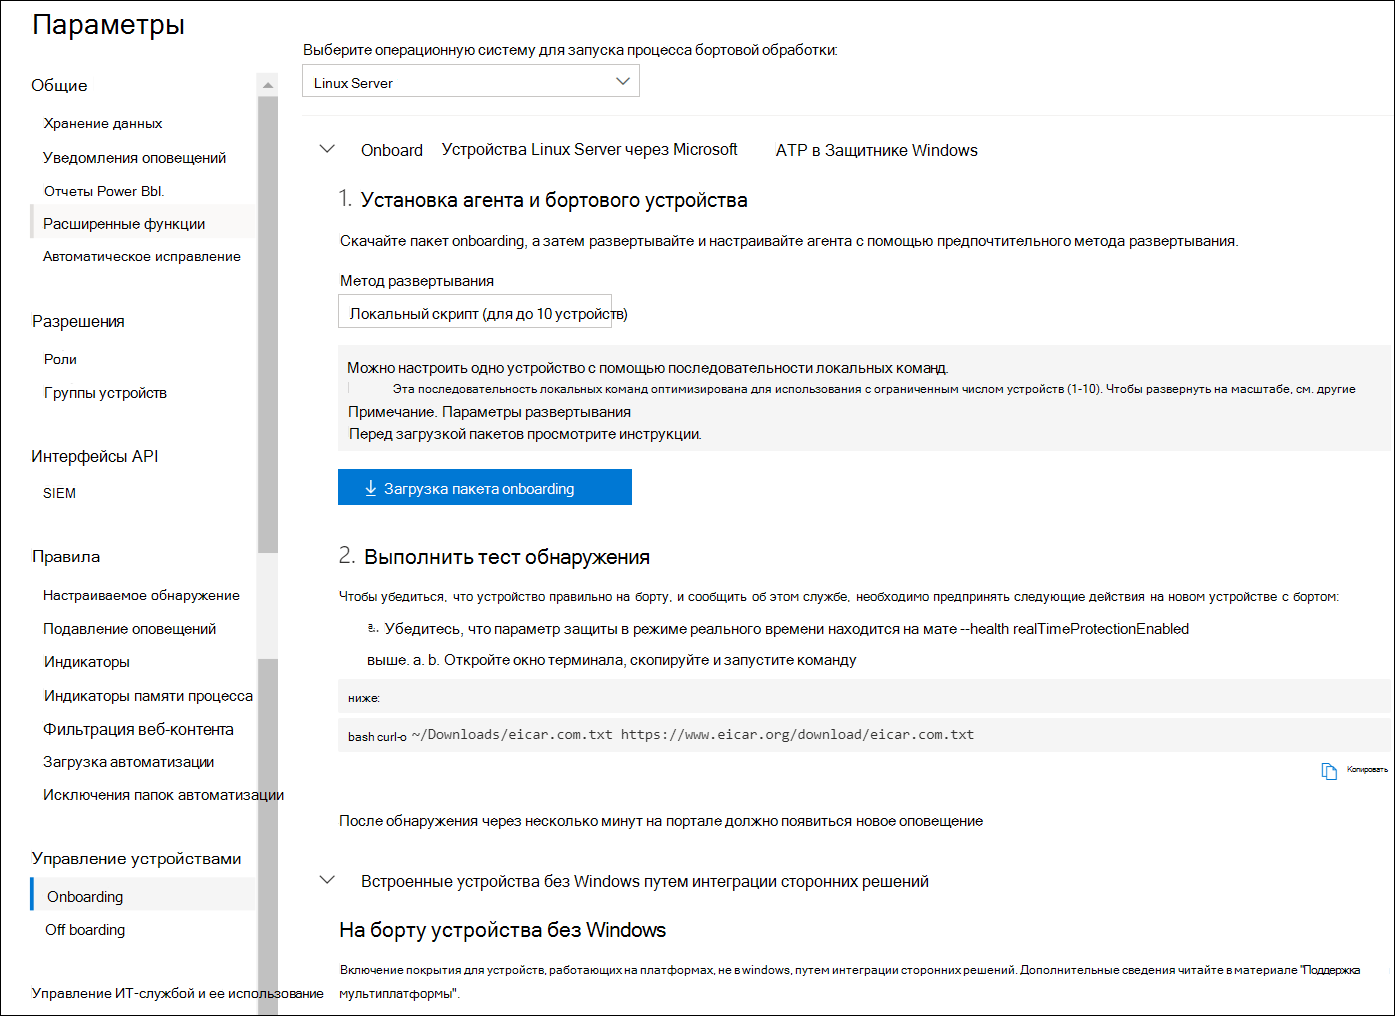 Параметры
Общие
Хранение данных
Уведомления оповещений
Отчеты Power Bbl.
Расширенные функции
Автоматическое исправление
Разрешения
Роли
Группы устройств
Интерфейсы API
SIEM
Правила
Настраиваемое обнаружение
Подавление оповещений
Индикаторы
Индикаторы памяти процесса
Фильтрация веб-контента
Загрузка автоматизации
Исключения папок автоматизации
Управление устройствами
Onboarding
Off boarding
Управление ИТ-службой и ее использование
Выберите операционную систему для запуска процесса бортовой обработки:
Linux Server
Onboard Устройства Linux Server через Microsoft АТР в Защитнике Windows
1. Установка агента и бортового устройства
Скачайте пакет onboarding, а затем развертывайте и настраивайте агента с помощью предпочтительного метода развертывания.
Метод развертывания
Локальный скрипт (для до 10 устройств)
Можно настроить одно устройство с помощью последовательности локальных команд.
Эта последовательность локальных команд оптимизирована для использования с ограниченным числом устройств (1-10). Чтобы развернуть на масштабе, см. другие
Примечание. Параметры развертывания
Перед загрузкой пакетов просмотрите инструкции.
Загрузка пакета onboarding
2. Выполнить тест обнаружения
Чтобы убедиться, что устройство правильно на борту, и сообщить об этом службе, необходимо предпринять следующие действия на новом устройстве с бортом:
a. Убедитесь, что параметр защиты в режиме реального времени находится на мате --health realTimeProtectionEnabled
выше. a. b. Откройте окно терминала, скопируйте и запустите команду
ниже:
bash curl-o ~/Downloads/eicar.com.txt https://www.eicar.org/download/eicar.com.txt
Копировать
После обнаружения через несколько минут на портале должно появиться новое оповещение
Встроенные устройства без Windows путем интеграции сторонних решений
На борту устройства без Windows
Включение покрытия для устройств, работающих на платформах, не в windows, путем интеграции сторонних решений. Дополнительные сведения читайте в материале "Поддержка
мультиплатформы".